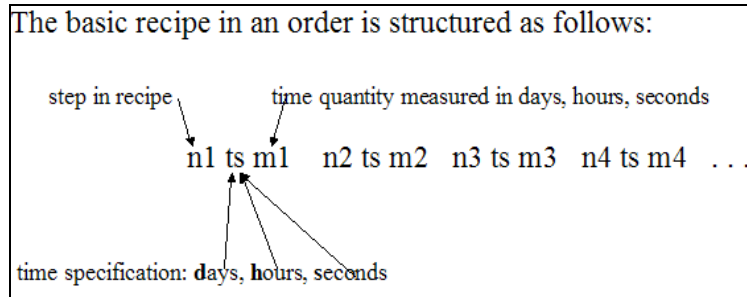 The basic recipe in an order is structured as follows:
step in recipe time quantity measured in days, hours, seconds
n1 ts m1 n2 ts m2 n3 ts m3 n4 ts m4 . . .
time specification: days, hours, seconds